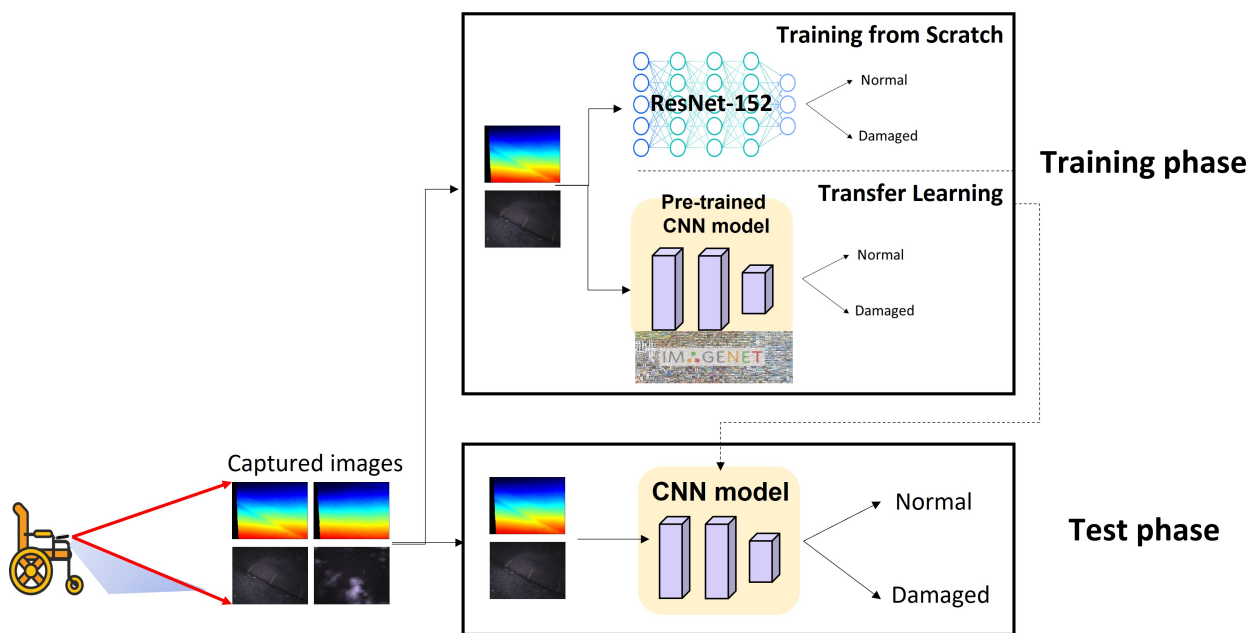 Training from Scratch
ResNet-152
Normal
Damaged
Training phase
Transfer Learning
Pre-trained
CNN model
Normal
Damaged
IMAGENET
Captured images
CNN model
Normal
Damaged
Test phase